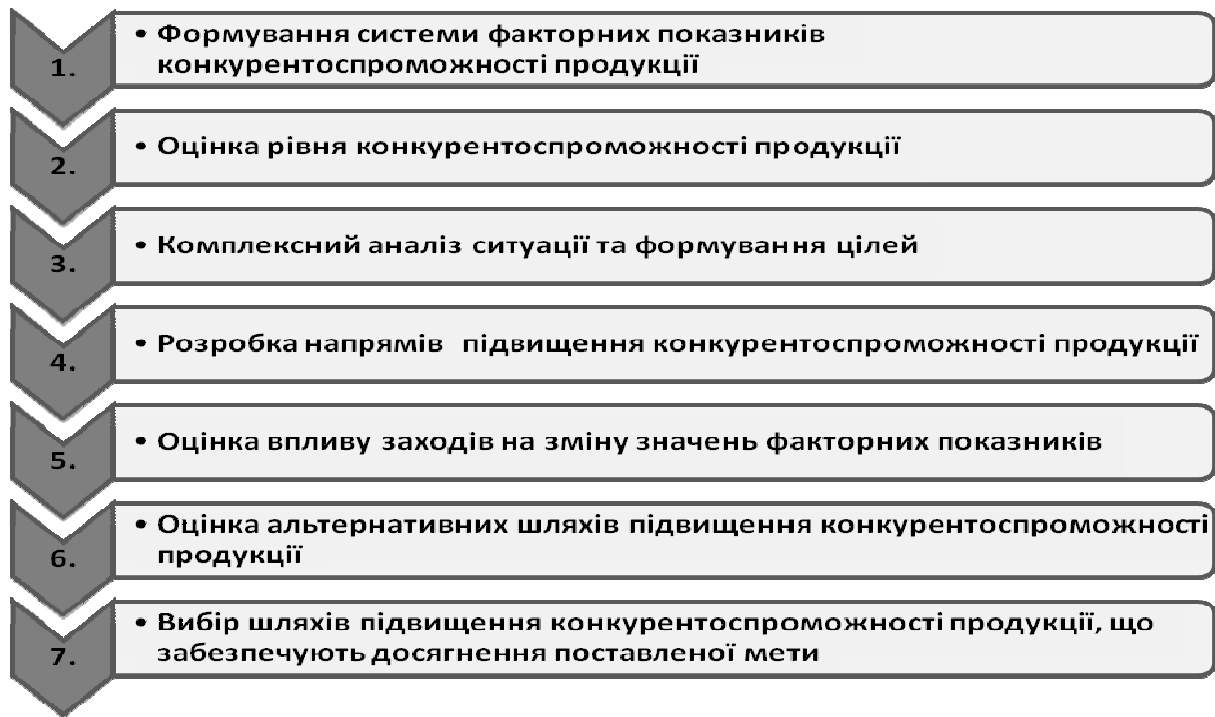 1.
• Формування системи факторних показників
конкурентоспроможності продукції
2.
• Оцінка рівня конкурентоспроможності продукції
3.
• Комплексний аналіз ситуації та формування цілей
4.
• Розробка напрямів підвищення конкурентоспроможності продукції
5.
• Оцінка впливу заходів на зміну значень факторних показників
6.
• Оцінка альтернативних шляхів підвищення конкурентоспроможності
продукції
7.
• Вибір шляхів підвищення конкурентоспроможності продукції, що
забезпечують досягнення поставленої мети